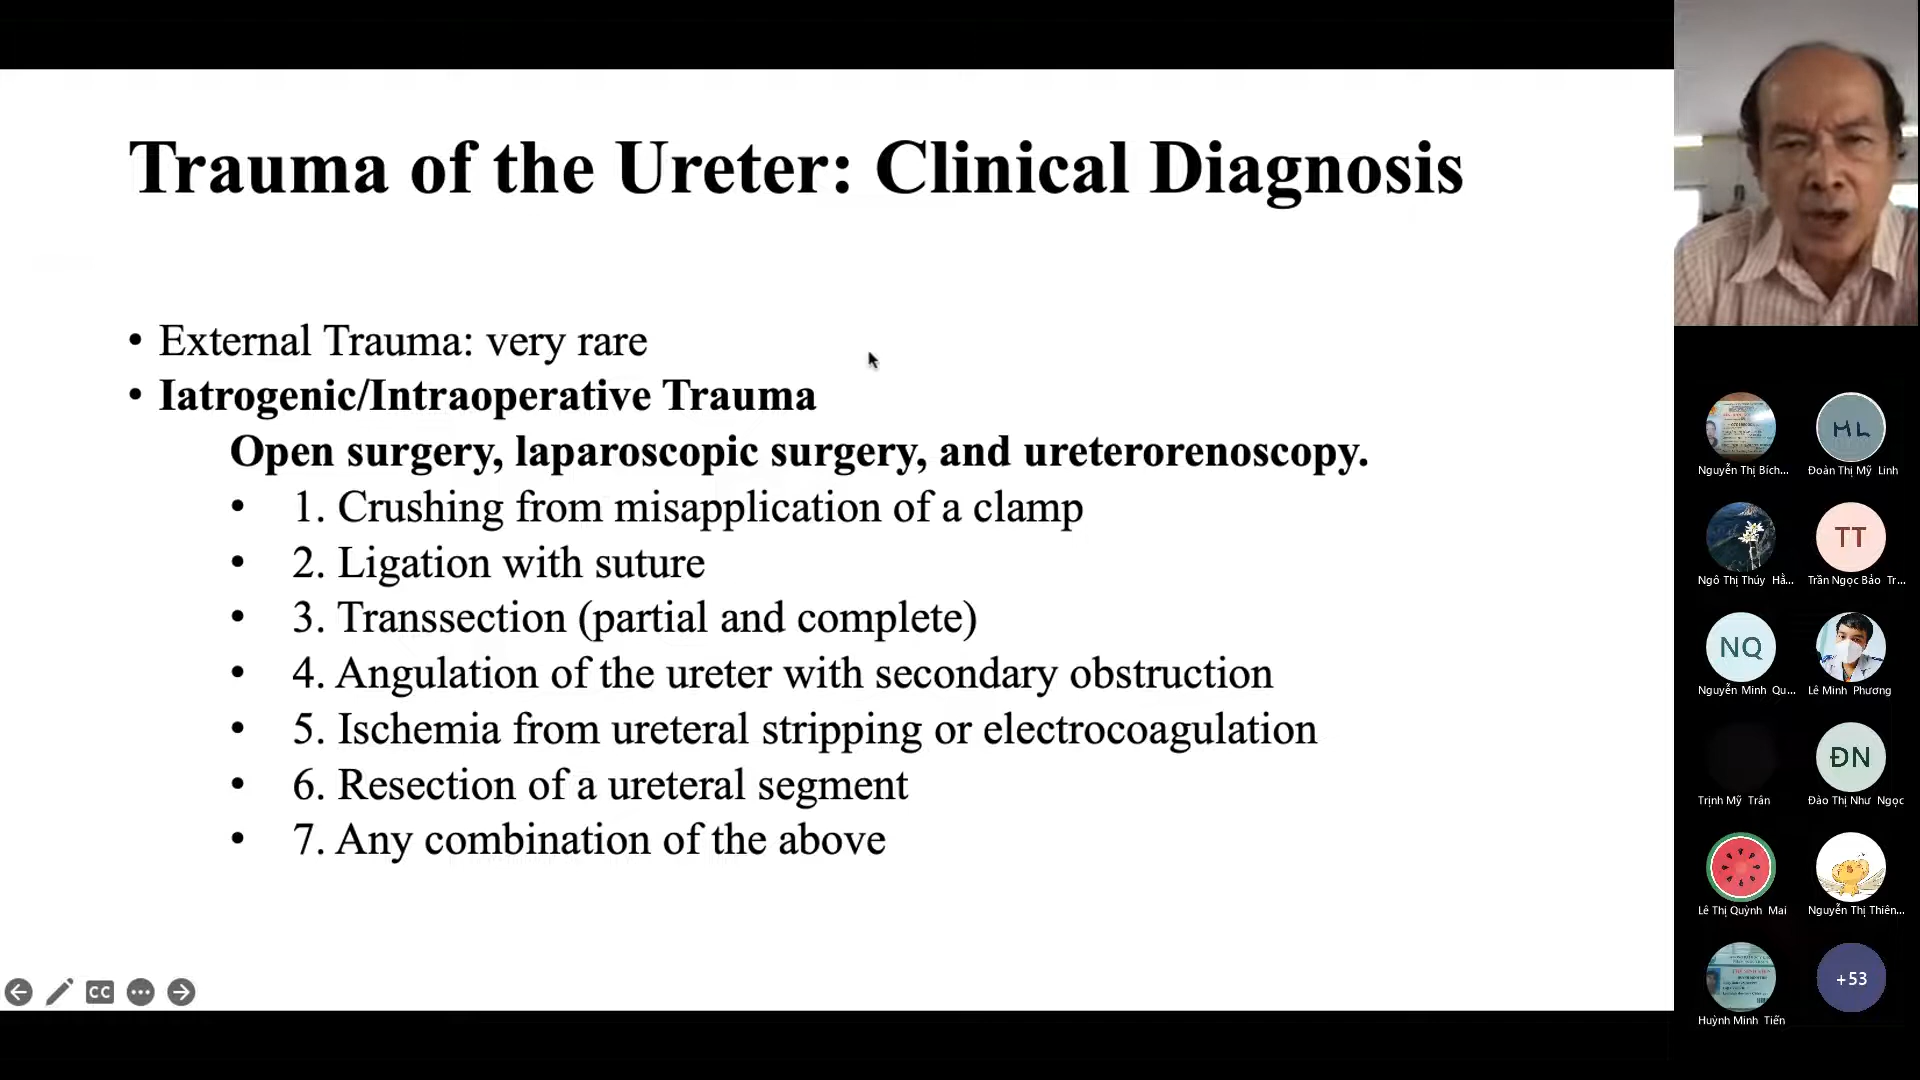 Trauma of the Ureter: Clinical Diagnosis
• External Trauma: very rare
• Iatrogenic/Intraoperative Trauma
Open surgery, laparoscopic surgery, and ureterorenoscopy.
• 1. Crushing from misapplication of a clamp
• 2. Ligation with suture
• 3. Transsection (partial and complete)
• 4. Angulation of the ureter with secondary obstruction
• 5. Ischemia from ureteral stripping or electrocoagulation
• 6. Resection of a ureteral segment
• 7. Any combination of the above
CC
ML
Nguyễn Thị Bích...
Đoàn Thị Mỹ Linh
TT
Ngô Thị Thúy Hằ...
Trần Ngọc Bảo Tr...
NQ
Nguyễn Minh Qu...
Lê Minh Phương
ĐN
Trịnh Mỹ Trân
Đào Thị Như Ngọc
Lê Thị Quỳnh Mai
Nguyễn Thị Thiên...
+53
Huỳnh Minh Tiến